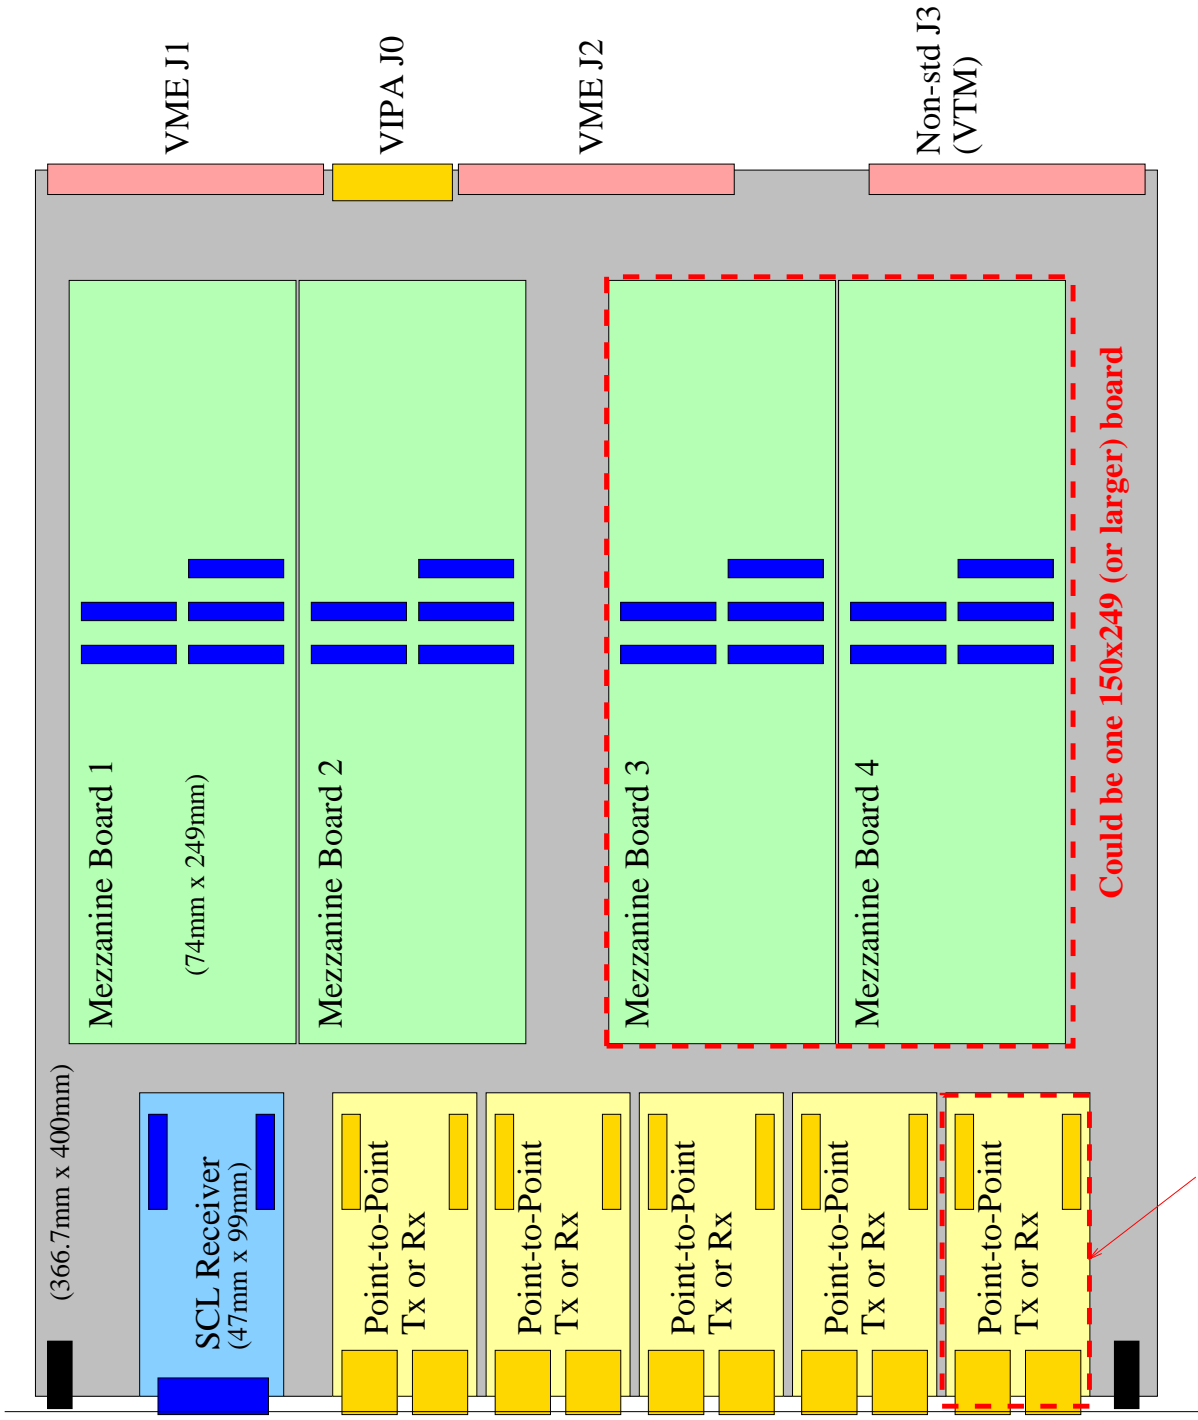 VME J1
VIPA J0
VME J2
Non-std J3
(VTM)
Mezzanine Board 1
(74mm x 249mm)
Mezzanine Board 2
Mezzanine Board 3
Mezzanine Board 4
Could be one 150x249 (or larger) board
(366.7mm x 400mm)
SCL Receiver
(47mm x 99mm)
Point-to-Point
Tx or Rx
Point-to-Point
Tx or Rx
Point-to-Point
Tx or Rx
Point-to-Point
Tx or Rx
Point-to-Point
Tx or Rx